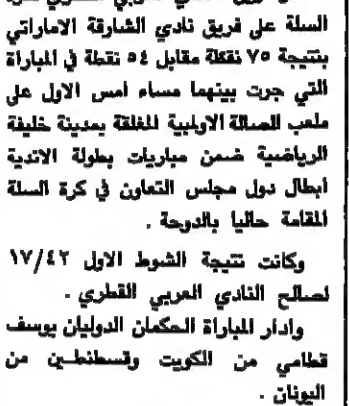 السلة على فريق نادي الشارقة الاماراتي
بنتيجة ٧٥ نقطة مقابل ٥٤ نقطة في المباراة
التي جرت بينهما مساء امس الاول على
ملعب الصالة الاولمبية المغلقة بمدينة خليفة
الرياضية ضمن مباريات بطولة الاندية
ابطال دول مجلس التعاون في كرة السلة
المقامة حاليا بالدوحة .
وكانت نتيجة الشوط الاول ١٧/٤٢
لصالح النادي العربي القطري .
وادار المباراة الحكمان الدوليان يوسف
قطامي من الكويت وقسطنطين من
اليونان .